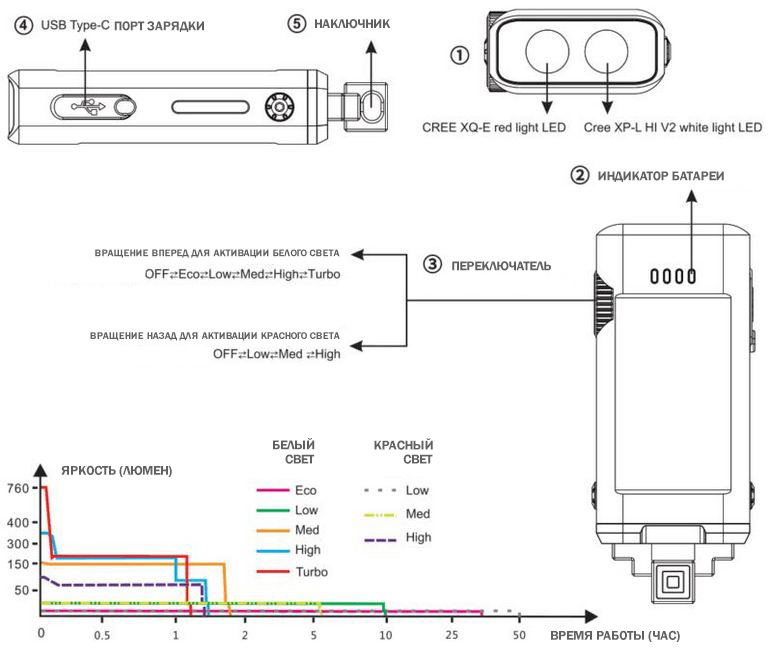 ④ USB Type-C ПОРТ ЗАРЯДКИ
⑤ НАКЛЮЧНИК
①
CREE XQ-E red light LED
Cree XP-L HI V2 white light LED
② ИНДИКАТОР БАТАРЕИ
ВРАЩЕНИЕ ВПЕРЕД ДЛЯ АКТИВАЦИИ БЕЛОГО СВЕТА
OFF⇄Eco⇄Low⇄Med⇄High⇄Turbo
③ ПЕРЕКЛЮЧАТЕЛЬ
ВРАЩЕНИЕ НАЗАД ДЛЯ АКТИВАЦИИ КРАСНОГО СВЕТА
OFF⇄Low⇄Med ⇄High
ЯРКОСТЬ (ЛЮМЕН)
БЕЛЫЙ
СВЕТ
Eco
Low
Med
High
Turbo
КРАСНЫЙ
СВЕТ
Low
Med
High
760
400
300
150
50
0 0.5 1 2 5 10 25 50
ВРЕМЯ РАБОТЫ (ЧАС)